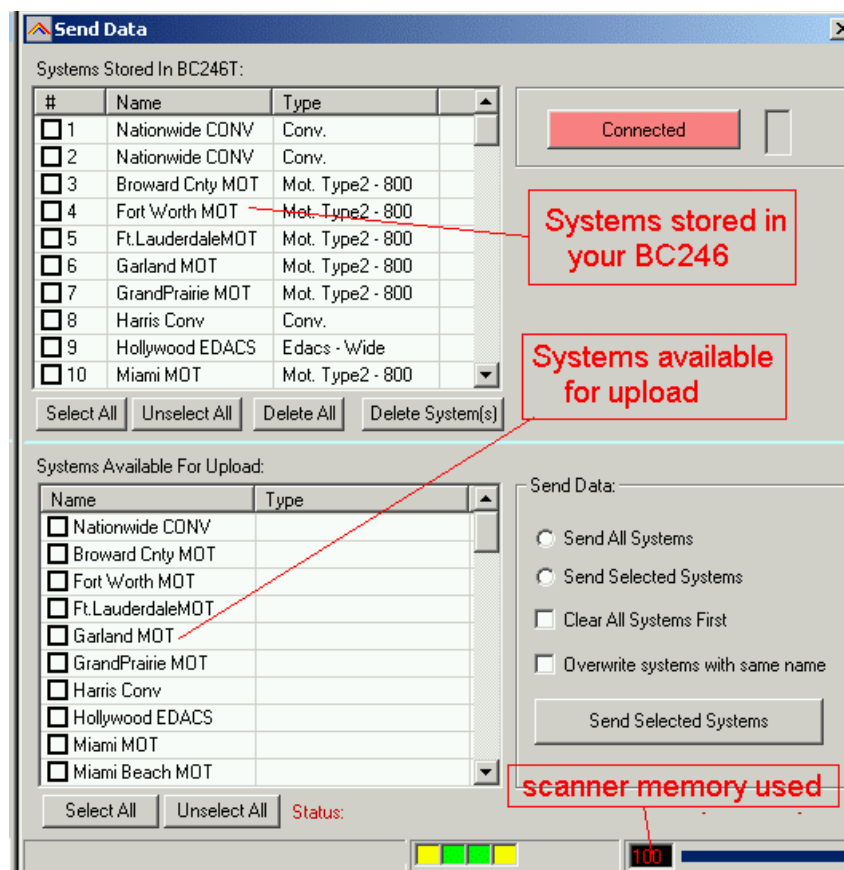 Send Data
Systems Stored In BC246T:
# Name Type
1 Nationwide CONV Conv.
2 Nationwide CONV Conv.
3 Broward Cnty MOT Mot. Type2 - 800
4 Fort Worth MOT Mot. Type2 - 800
5 Ft.LauderdaleMOT Mot. Type2 - 800
6 Garland MOT Mot. Type2 - 800
7 GrandPrairie MOT Mot. Type2 - 800
8 Harris Conv Conv.
9 Hollywood EDACS Edacs - Wide
10 Miami MOT Mot. Type2 - 800
Select All Unselect All Delete All Delete System(s)
Connected
Systems stored in
your BC246
Systems available
for upload
Systems Available For Upload:
Name Type
Nationwide CONV
Broward Cnty MOT
Fort Worth MOT
Ft.LauderdaleMOT
Garland MOT
GrandPrairie MOT
Harris Conv
Hollywood EDACS
Miami MOT
Miami Beach MOT
Select All Unselect All Status:
Send Data:
Send All Systems
Send Selected Systems
Clear All Systems First
Overwrite systems with same name
Send Selected Systems
scanner memory used
100